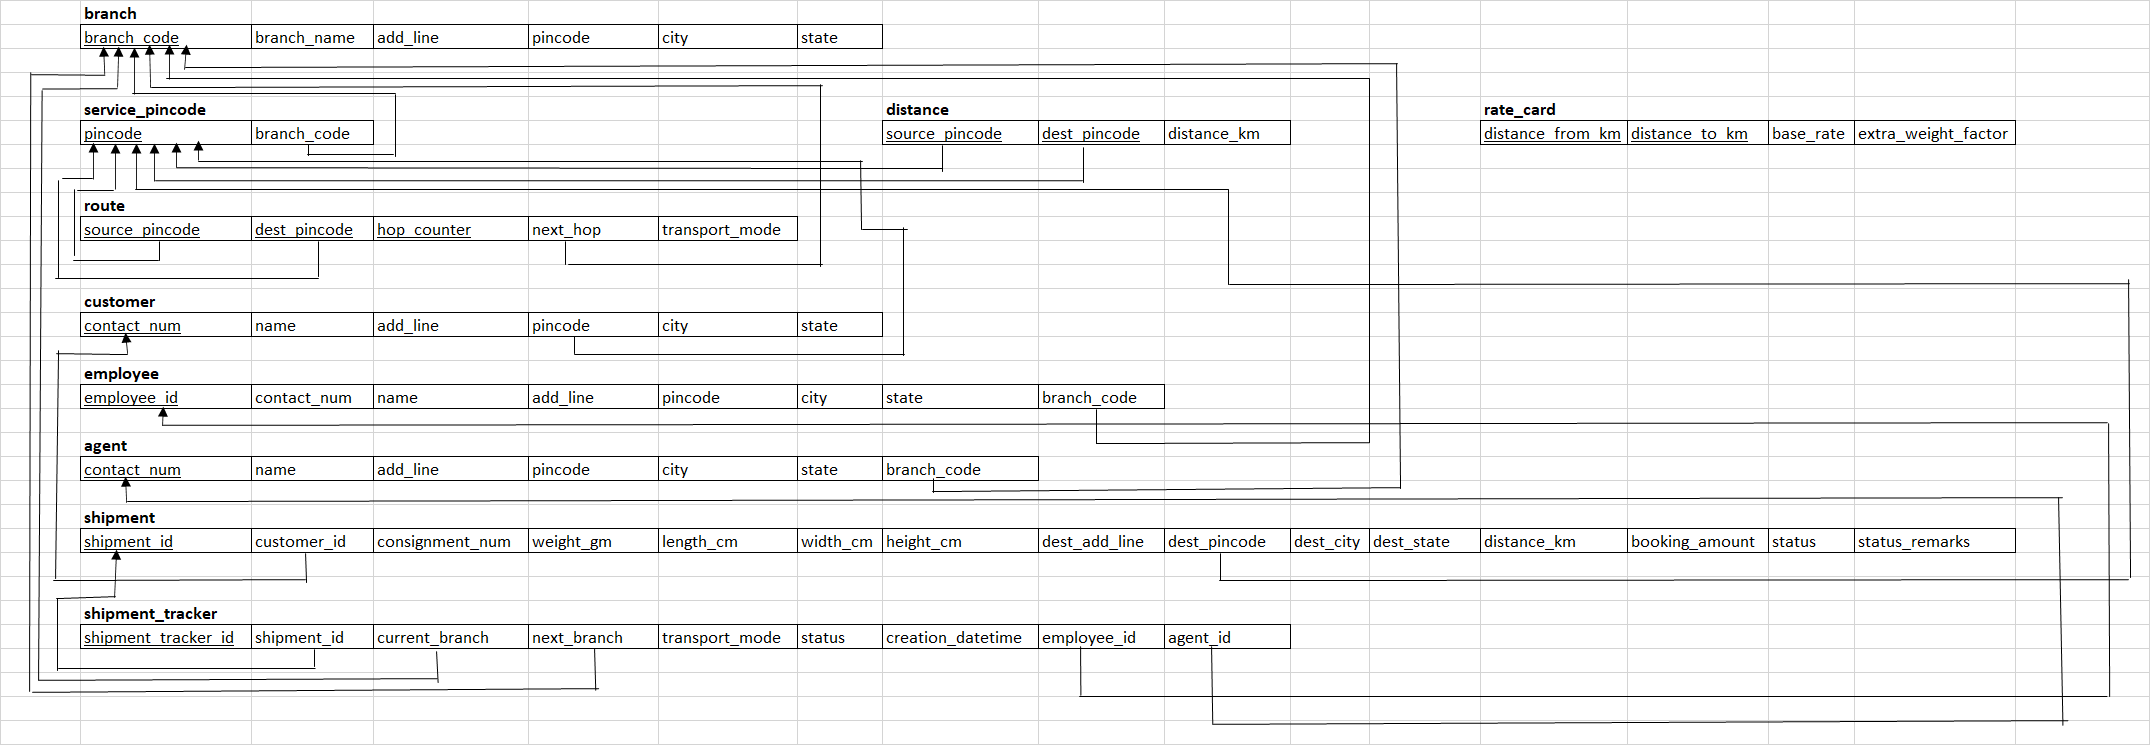 branch
branch_code branch_name add_line pincode city state
service_pincode distance rate_card
pincode branch_code source_pincode dest_pincode distance_km distance_from_km distance_to_km base_rate extra_weight_factor
route
source_pincode dest_pincode hop_counter next_hop transport_mode
customer
contact_num name add_line pincode city state
employee
employee_id contact_num name add_line pincode city state branch_code
agent
contact_num name add_line pincode city state branch_code
shipment
shipment_id customer_id consignment_num weight_gm length_cm width_cm height_cm dest_add_line dest_pincode dest_city dest_state distance_km booking_amount status status_remarks
shipment_tracker
shipment_tracker_id shipment_id current_branch next_branch transport_mode status creation_datetime employee_id agent_id